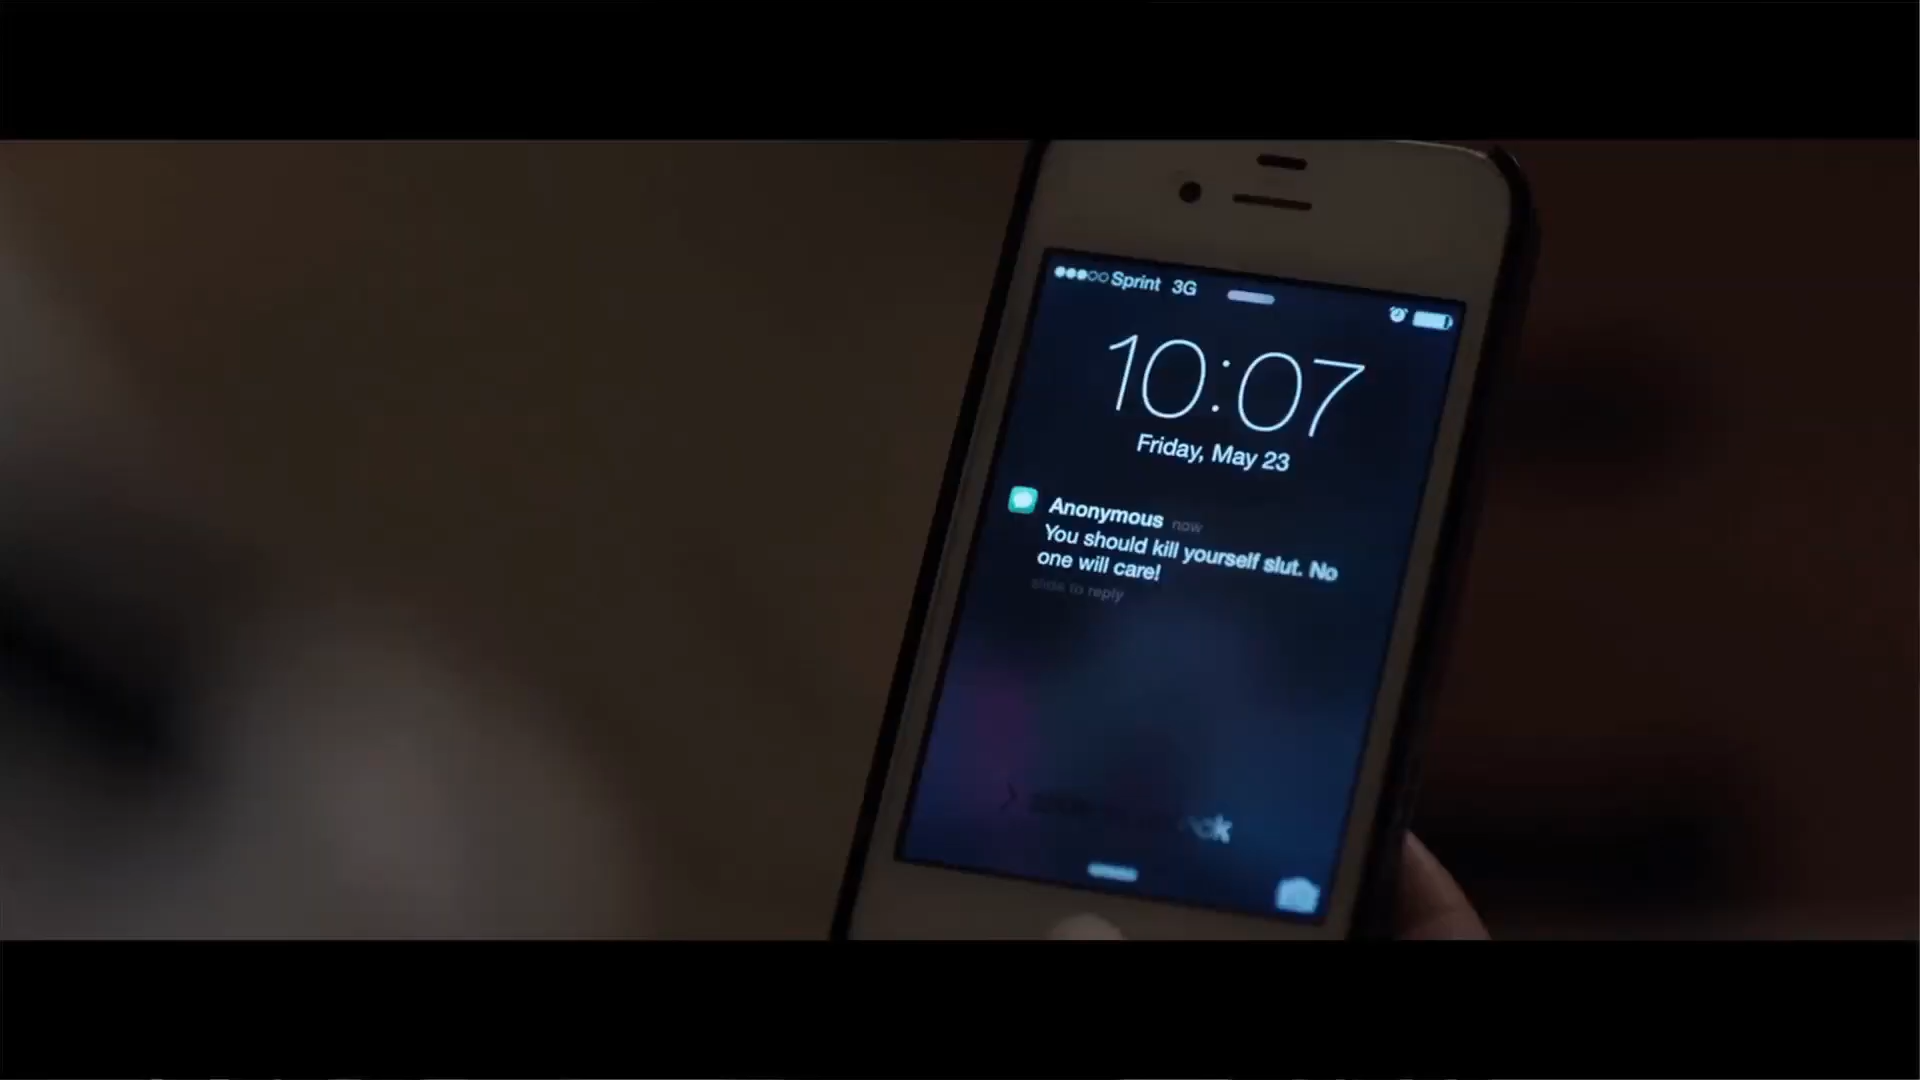 Sprint 3G
10:07
Friday, May 23
Anonymous now
You should kill yourself slut. No
one will care!
slide to reply